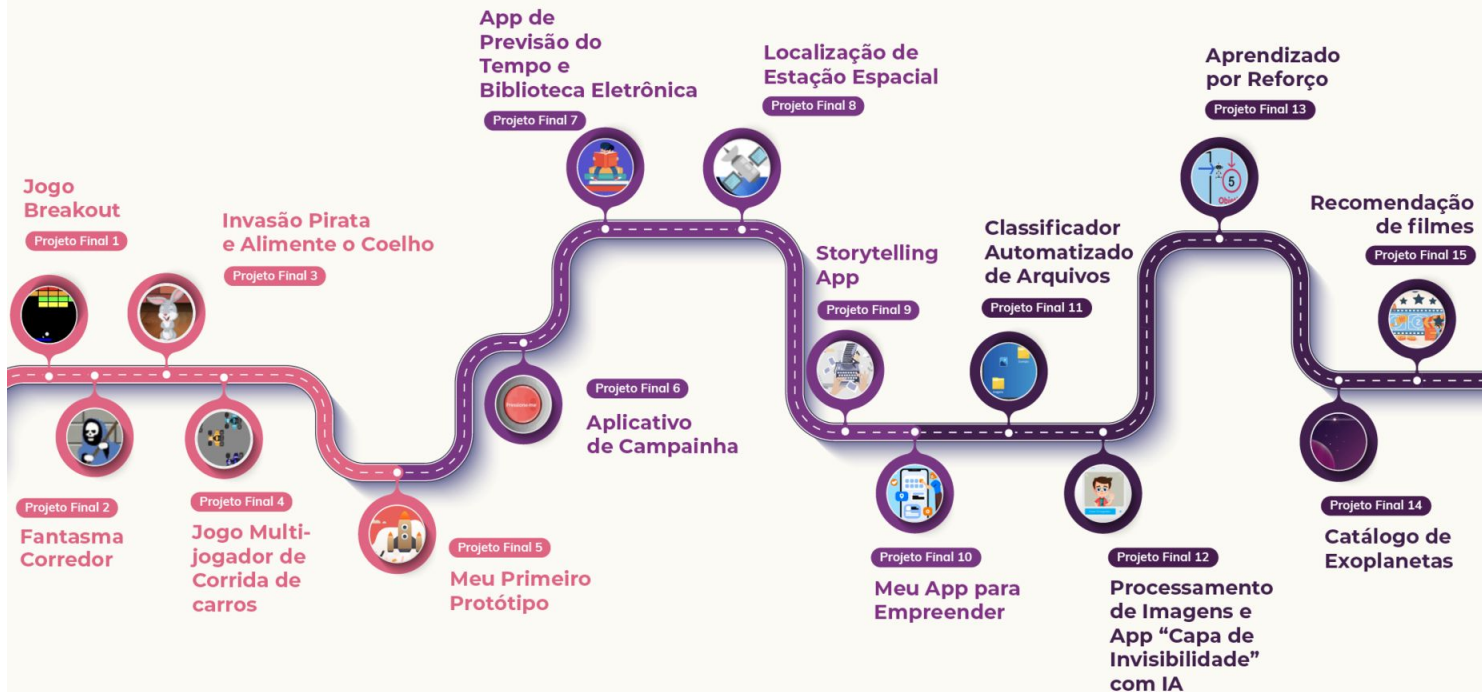 Jogo
Breakout
Projeto Final 1
Projeto Final 2
Fantasma
Corredor
Invasão Pirata
e Alimente o Coelho
Projeto Final 3
Projeto Final 4
Jogo Multi-
jogador de
Corrida de
carros
Projeto Final 5
Meu Primeiro
Protótipo
Projeto Final 6
Aplicativo
de Campainha
App de
Previsão do
Tempo e
Biblioteca Eletrônica
Projeto Final 7
Localização de
Estação Espacial
Projeto Final 8
Storytelling
App
Projeto Final 9
Projeto Final 10
Meu App para
Empreender
Classificador
Automatizado
de Arquivos
Projeto Final 11
Projeto Final 12
Processamento
de Imagens e
App “Capa de
Invisibilidade”
com IA
Aprendizado
por Reforço
Projeto Final 13
5
Projeto Final 14
Catálogo de
Exoplanetas
Recomendação
de filmes
Projeto Final 15